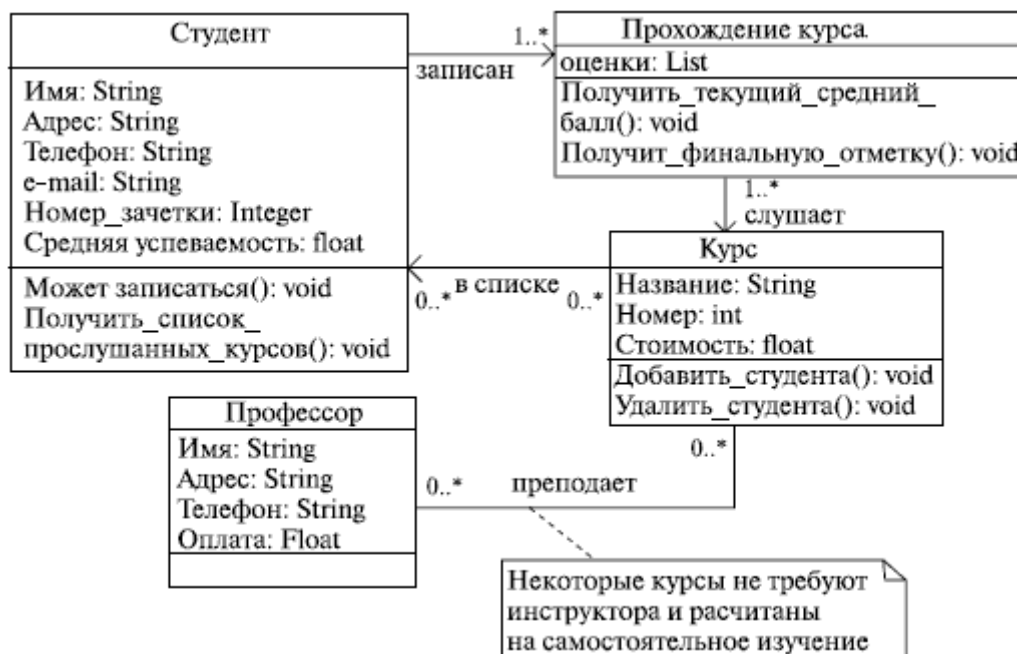 Студент
Имя: String
Адрес: String
Телефон: String
e-mail: String
Номер_зачетки: Integer
Средняя успеваемость: float
Может записаться(): void
Получить_список_
прослушанных_курсов(): void
1..*
записан
Прохождение курса
оценки: List
Получить_текущий_средний_
балл(): void
Получит_финальную_отметку(): void
1..*
слушает
0..*
в списке
0..*
Курс
Название: String
Номер: int
Стоимость: float
Добавить_студента(): void
Удалить_студента(): void
Профессор
Имя: String
Адрес: String
Телефон: String
Оплата: Float
0..*
преподает
0..*
Некоторые курсы не требуют
инструктора и расчитаны
на самостоятельное изучение